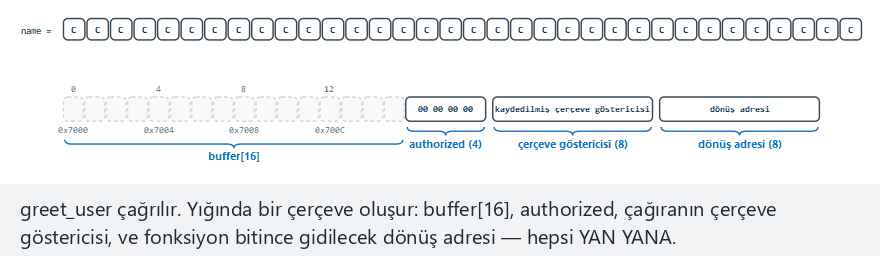 name = C C C C C C C C C C C C C C C C C C C C C C C C C C C C C C C C C C
0 4 8 12
00 00 00 00 kaydedilmiş çerçeve göstericisi dönüş adresi
0x7000 0x7004 0x7008 0x700C
buffer[16] authorized (4) çerçeve göstericisi (8) dönüş adresi (8)
greet_user çağrılır. Yığında bir çerçeve oluşur: buffer[16], authorized, çağıranın çerçeve
göstericisi, ve fonksiyon bitince gidilecek dönüş adresi — hepsi YAN YANA.